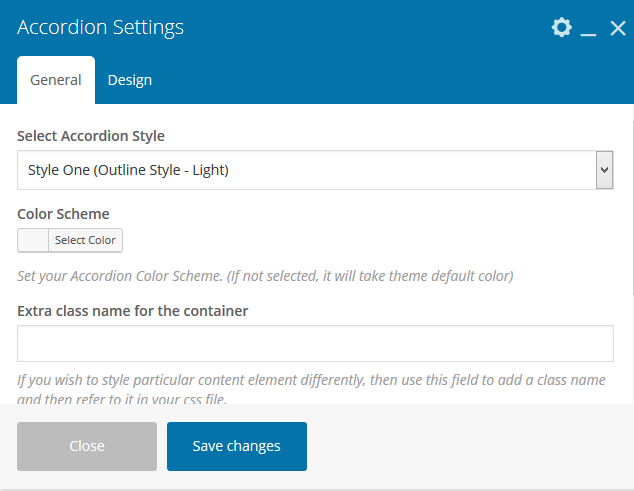 Accordion Settings
General Design
Select Accordion Style
Style One (Outline Style - Light)
Color Scheme
Select Color
Set your Accordion Color Scheme. (If not selected, it will take theme default color)
Extra class name for the container
If you wish to style particular content element differently, then use this field to add a class name
and then refer to it in your css file.
Close Save changes